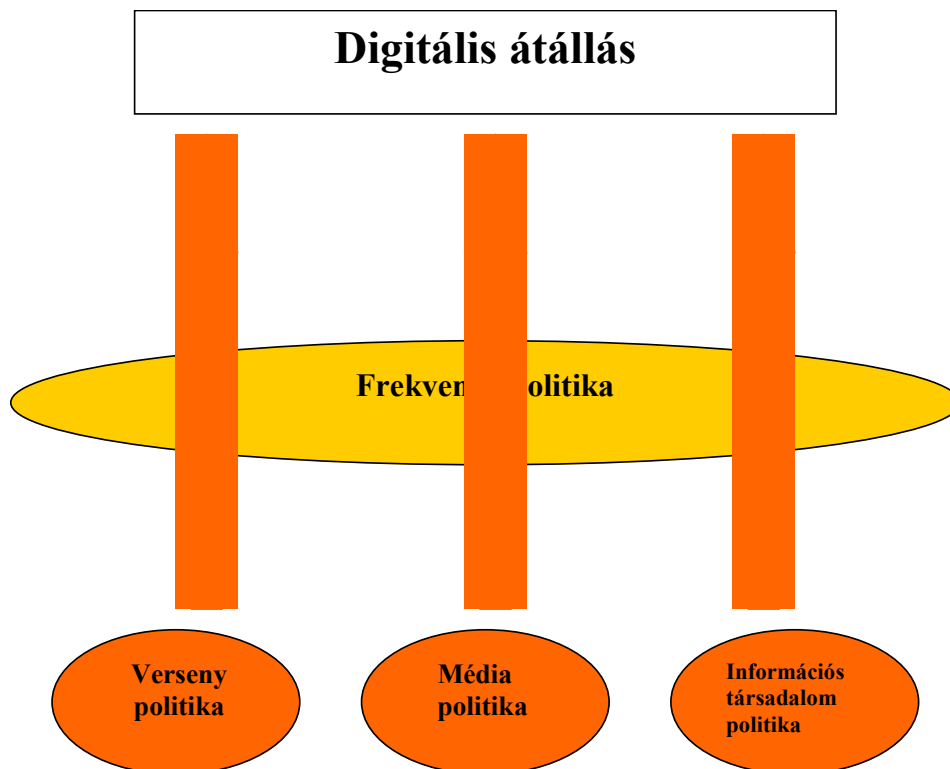 Digitális átállás
Frekven olitika
Verseny
politika
Média
politika
Információs
társadalom
politika